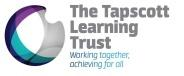 The Tapscott
Learning
Trust
Working together,
achieving for all